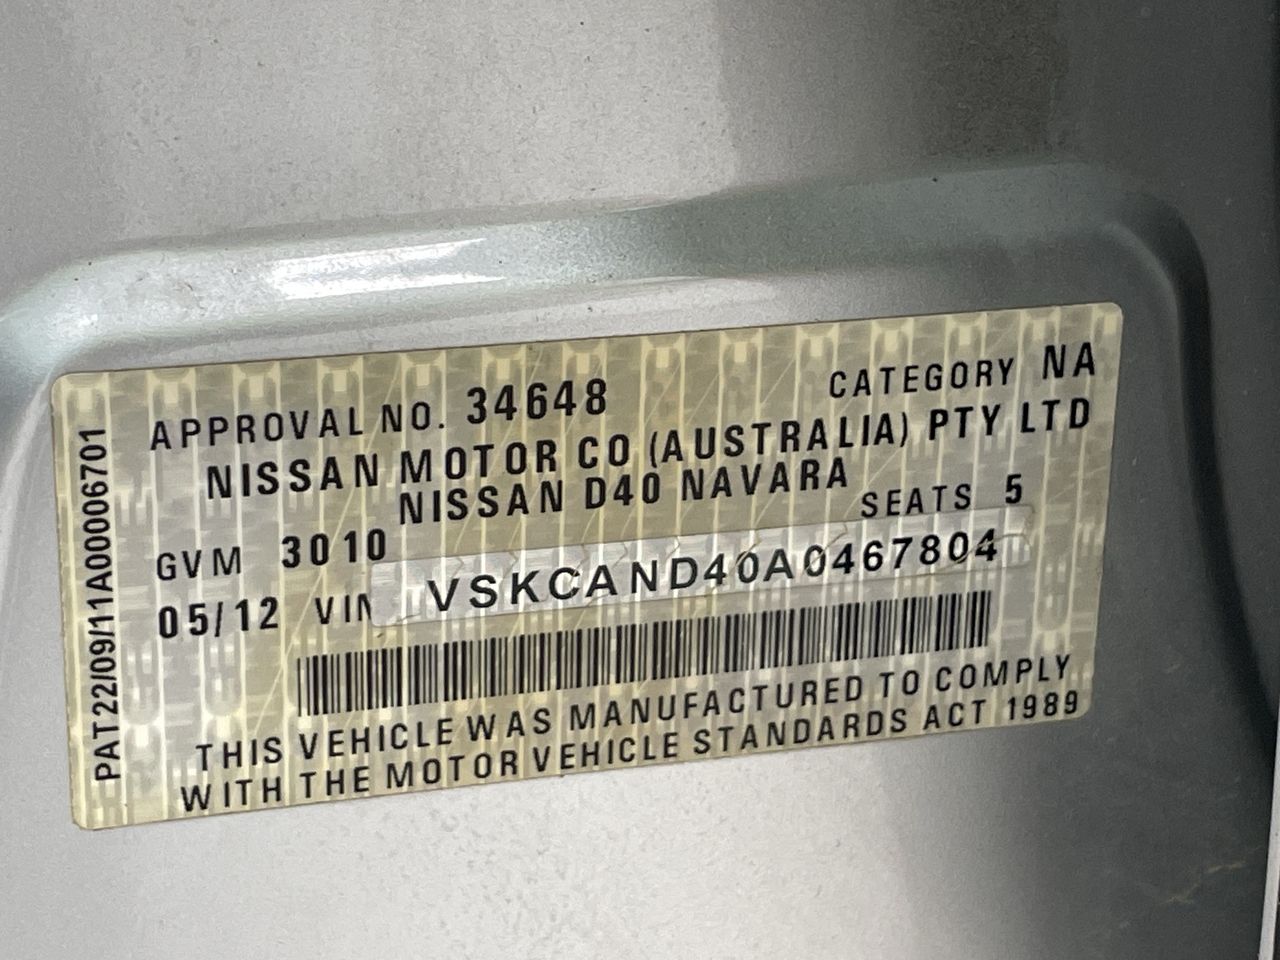 PAT22/09/11A00006701
APPROVAL NO. 34648 CATEGORY NA
NISSAN MOTOR CO (AUSTRALIA) PTY LTD
NISSAN D40 NAVARA
GVM 3010 SEATS 5
05/12 VIN VSKCAND40A0467804
THIS VEHICLE WAS MANUFACTURED TO COMPLY
WITH THE MOTOR VEHICLE STANDARDS ACT 1989